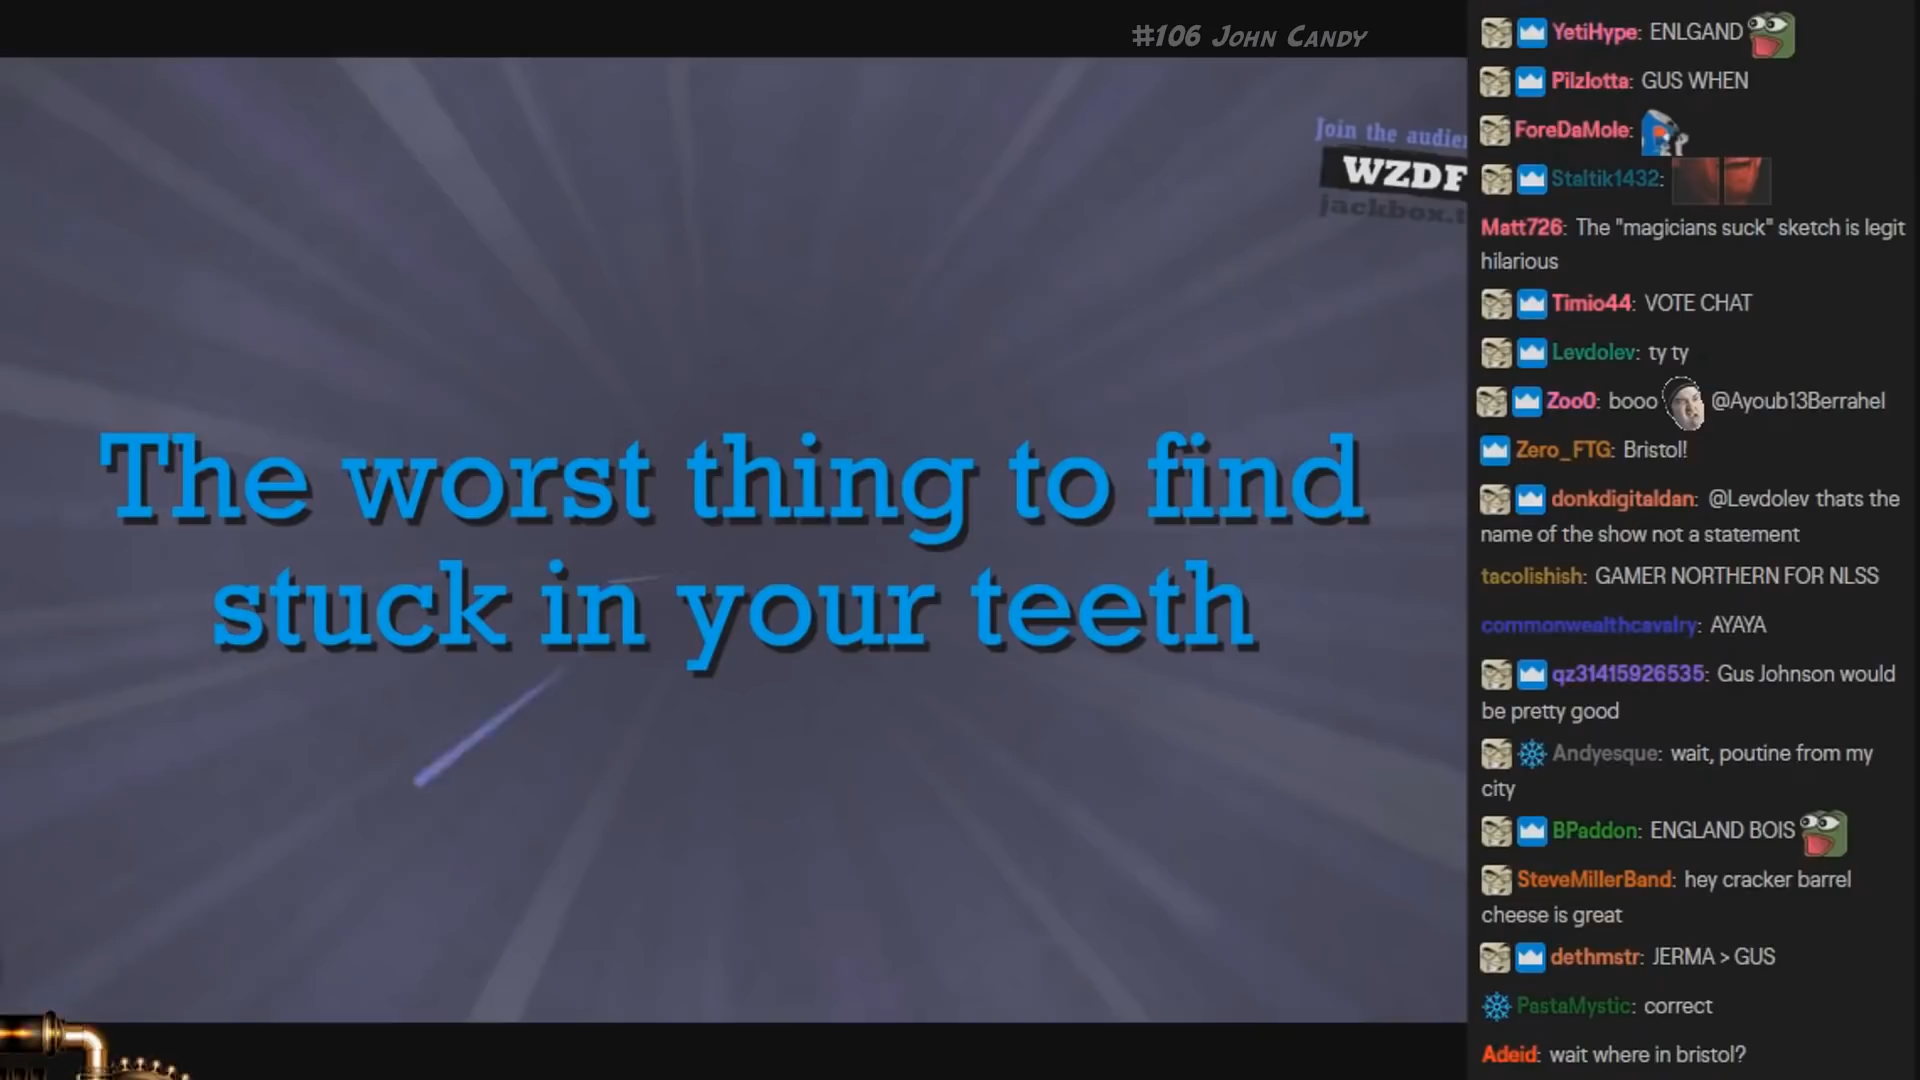 #106 John Candy
Join the audien
WZDF
jackbox.t
The worst thing to find
stuck in your teeth
YetiHype: ENLGAND
Pilzlotta: GUS WHEN
ForeDaMole:
Staltik1432:
Matt726: The "magicians suck" sketch is legit
hilarious
Timio44: VOTE CHAT
Levdolev: ty ty
Zoo0: booo @Ayoub13Berrahel
Zero_FTG: Bristol!
donkdigitaldan: @Levdolev thats the
name of the show not a statement
tacolishish: GAMER NORTHERN FOR NLSS
commonwealthcavalry: AYAYA
qz31415926535: Gus Johnson would
be pretty good
Andyesque: wait, poutine from my
city
BPaddon: ENGLAND BOIS
SteveMillerBand: hey cracker barrel
cheese is great
dethmstr: JERMA > GUS
PastaMystic: correct
Adeid: wait where in bristol?